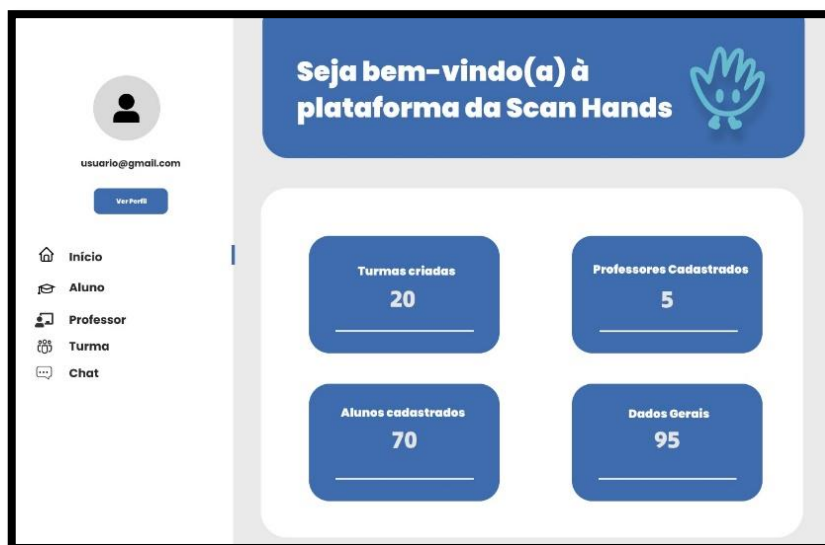 Seja bem-vindo(a) à
plataforma da Scan Hands
usuario@gmail.com
Ver Perfil
Início
Aluno
Professor
Turma
Chat
Turmas criadas
20
Professores Cadastrados
5
Alunos cadastrados
70
Dados Gerais
95